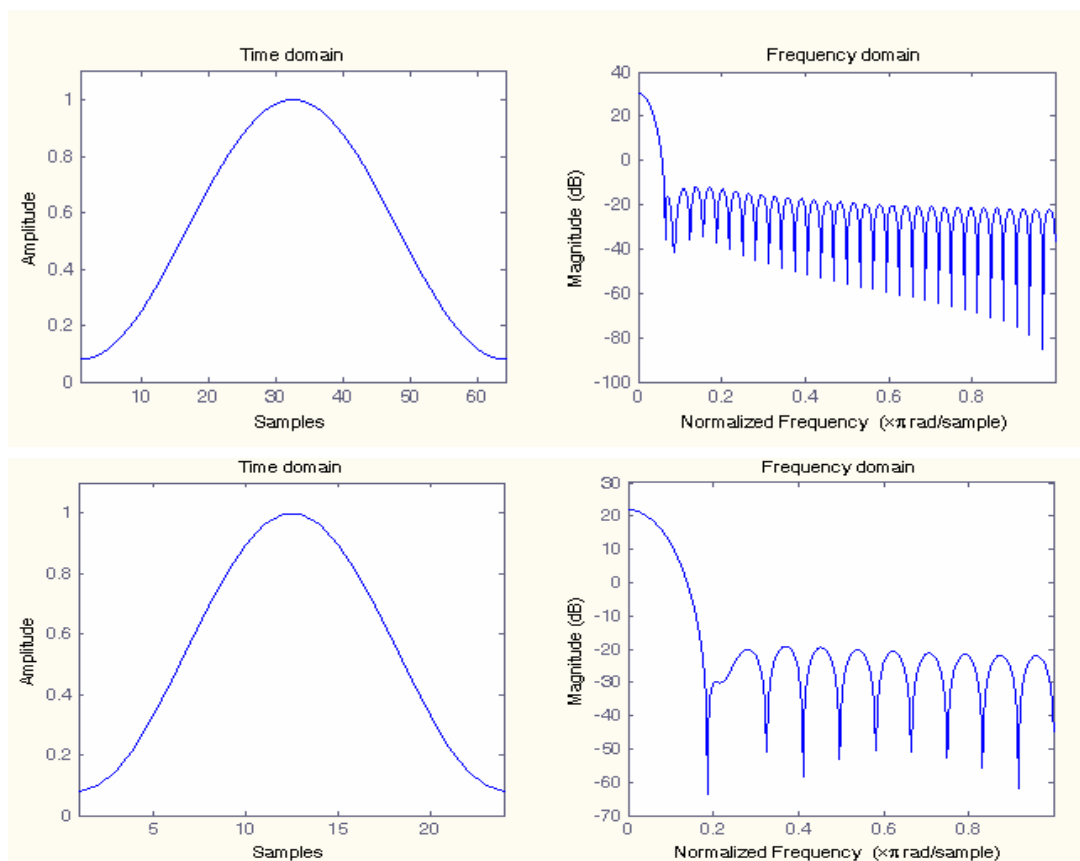 Time domain
Amplitude
1
0.8
0.6
0.4
0.2
0
10 20 30 40 50 60
Samples
Frequency domain
Magnitude (dB)
40
20
0
-20
-40
-60
-80
-100
0 0.2 0.4 0.6 0.8
Normalized Frequency (×π rad/sample)
Time domain
Amplitude
1
0.8
0.6
0.4
0.2
0
5 10 15 20
Samples
Frequency domain
Magnitude (dB)
30
20
10
0
-10
-20
-30
-40
-50
-60
-70
0 0.2 0.4 0.6 0.8
Normalized Frequency (×π rad/sample)